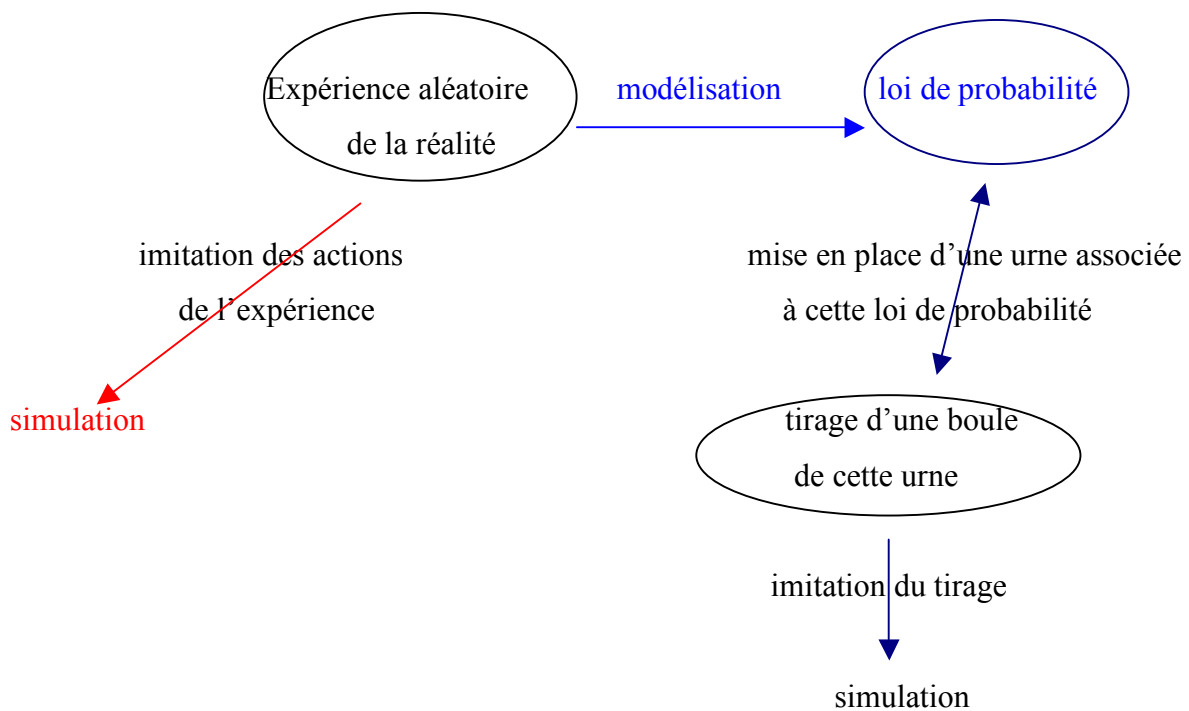 Expérience aléatoire
de la réalité
modélisation
loi de probabilité
imitation des actions
de l’expérience
mise en place d’une urne associée
à cette loi de probabilité
simulation
tirage d’une boule
de cette urne
imitation du tirage
simulation